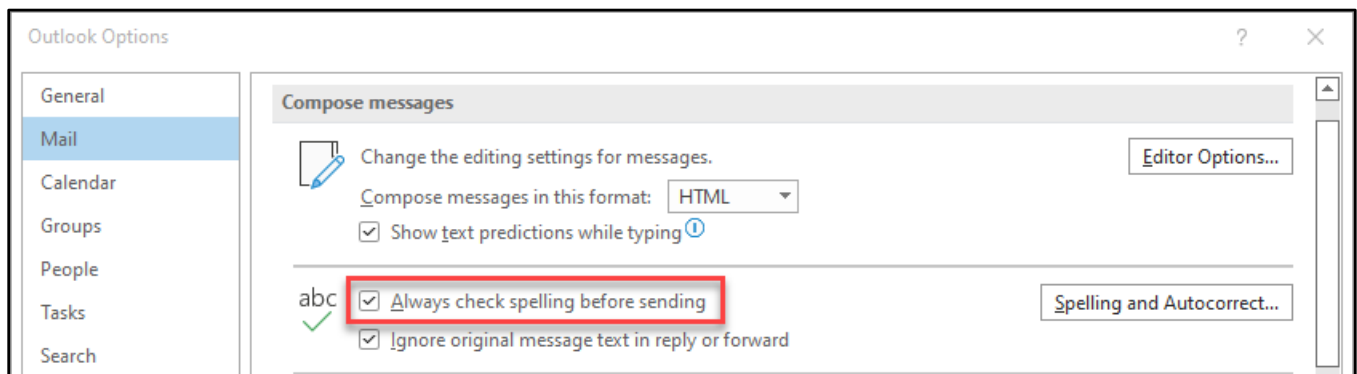 Outlook Options ? ×
General
Mail
Calendar
Groups
People
Tasks
Search
Compose messages
Change the editing settings for messages.
Editor Options...
Compose messages in this format: HTML
Show text predictions while typing
abc
Always check spelling before sending
Spelling and Autocorrect...
Ignore original message text in reply or forward